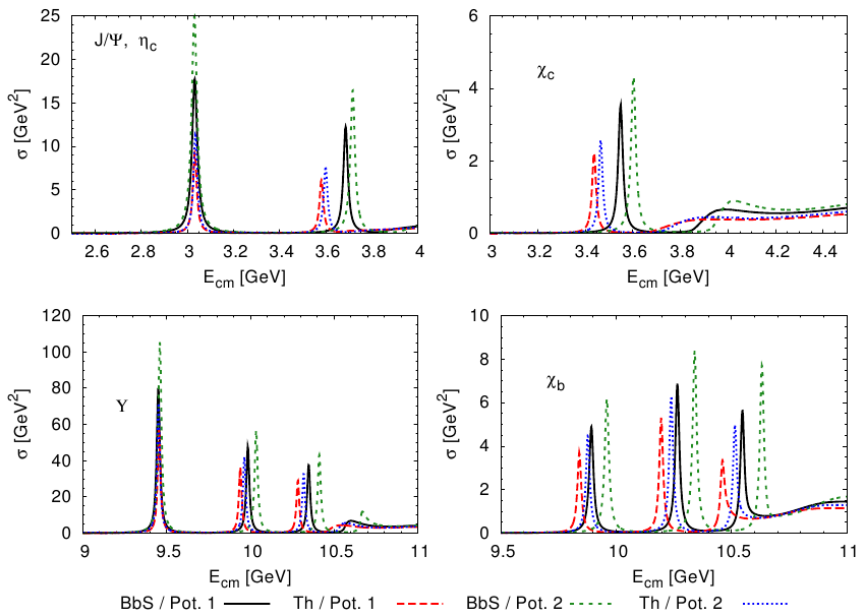 J/Ψ, η_c
σ [GeV²]
25
20
15
10
5
0
2.6 2.8 3 3.2 3.4 3.6 3.8 4
E_cm [GeV]
χ_c
σ [GeV²]
6
4
2
0
3 3.2 3.4 3.6 3.8 4 4.2 4.4
E_cm [GeV]
Υ
σ [GeV²]
120
100
80
60
40
20
0
9 9.5 10 10.5 11
E_cm [GeV]
χ_b
σ [GeV²]
10
8
6
4
2
0
9.5 10 10.5 11
E_cm [GeV]
BbS / Pot. 1 Th / Pot. 1 BbS / Pot. 2 Th / Pot. 2